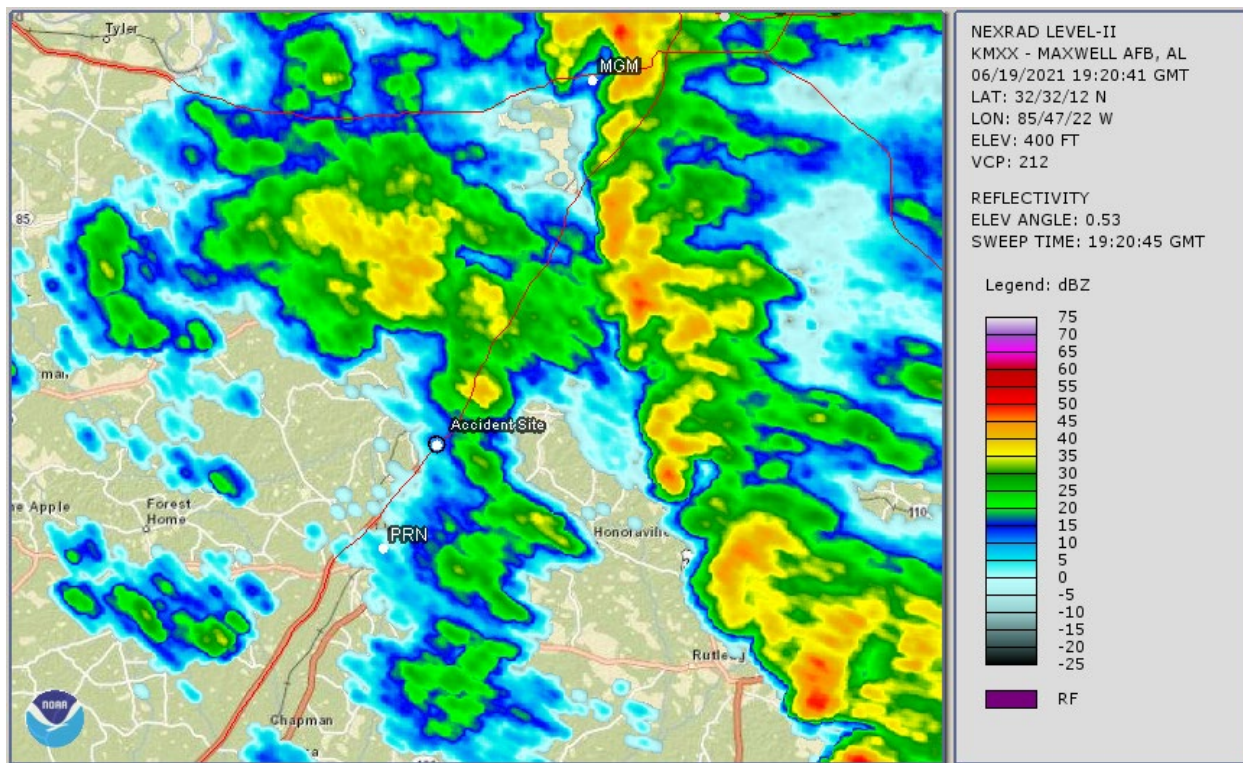 Tyler
MGM
85
man
Accident Site
ne Apple
Forest
Home
PRN
Honoraville
110
Rutledg
Chapman
NOAA
NEXRAD LEVEL-II
KMXX - MAXWELL AFB, AL
06/19/2021 19:20:41 GMT
LAT: 32/32/12 N
LON: 85/47/22 W
ELEV: 400 FT
VCP: 212
REFLECTIVITY
ELEV ANGLE: 0.53
SWEEP TIME: 19:20:45 GMT
Legend: dBZ
75
70
65
60
55
50
45
40
35
30
25
20
15
10
5
0
-5
-10
-15
-20
-25
RF